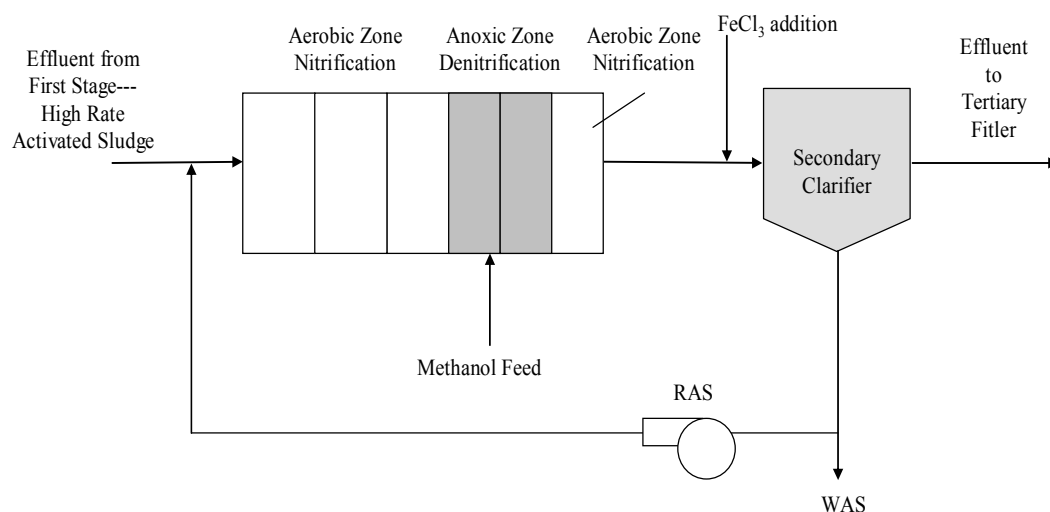 Effluent from
First Stage---
High Rate
Activated Sludge
Aerobic Zone
Nitrification
Anoxic Zone
Denitrification
Aerobic Zone
Nitrification
FeCl₃ addition
Effluent
to
Tertiary
Fitler
Secondary
Clarifier
Methanol Feed
RAS
WAS